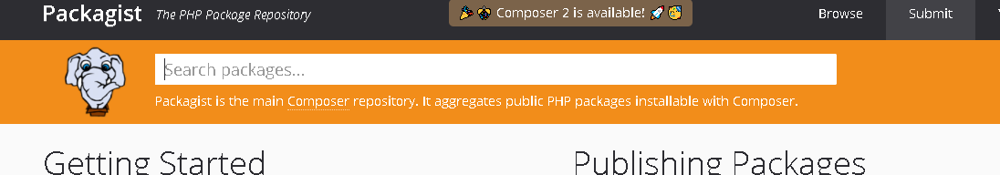 Packagist The PHP Package Repository
Composer 2 is available!
Browse
Submit
Search packages...
Packagist is the main Composer repository. It aggregates public PHP packages installable with Composer.
Getting Started
Publishing Packages